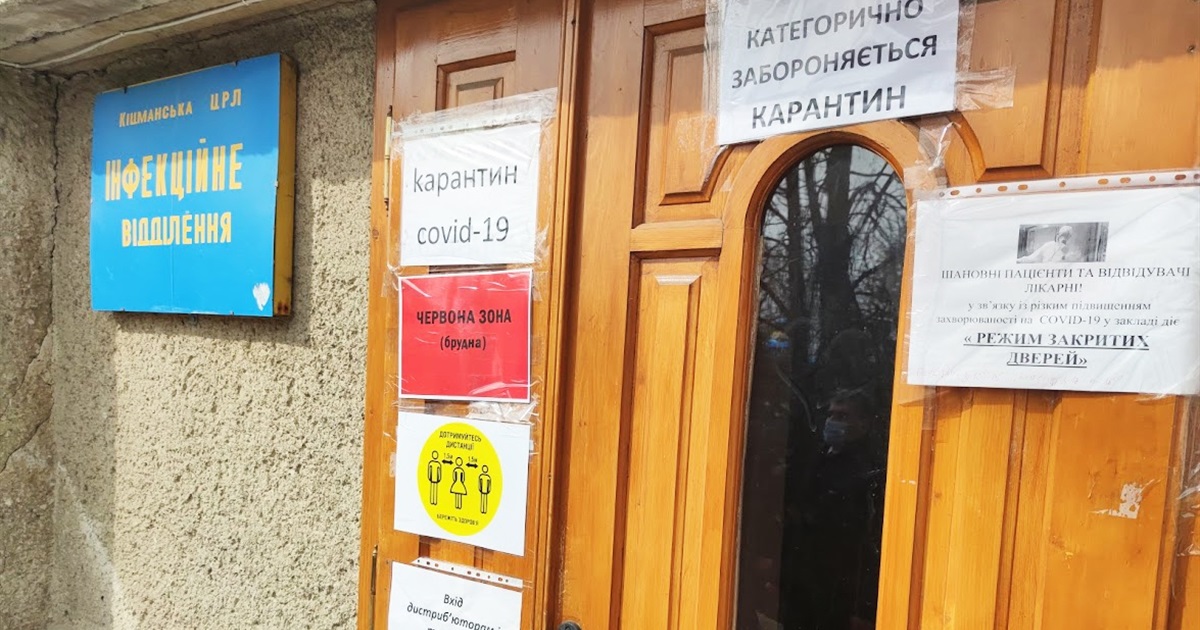 КІЦМАНСЬКА ЦРЛ
ІНФЕКЦІЙНЕ
ВІДДІЛЕННЯ
карантин
covid-19
ЧЕРВОНА ЗОНА
(брудна)
ДОТРИМУЙТЕСЬ
ДИСТАНЦІЇ
1,5м 1,5м
БЕРЕЖІТЬ ЗДОРОВ'Я
Вхід
дистриб'юторам
КАТЕГОРИЧНО
ЗАБОРОНЯЄТЬСЯ
КАРАНТИН
ШАНОВНІ ПАЦІЄНТИ ТА ВІДВІДУВАЧІ
ЛІКАРНІ!
у зв'язку із різким підвищенням
захворюваності на COVID-19 у закладі діє
« РЕЖИМ ЗАКРИТИХ
ДВЕРЕЙ»